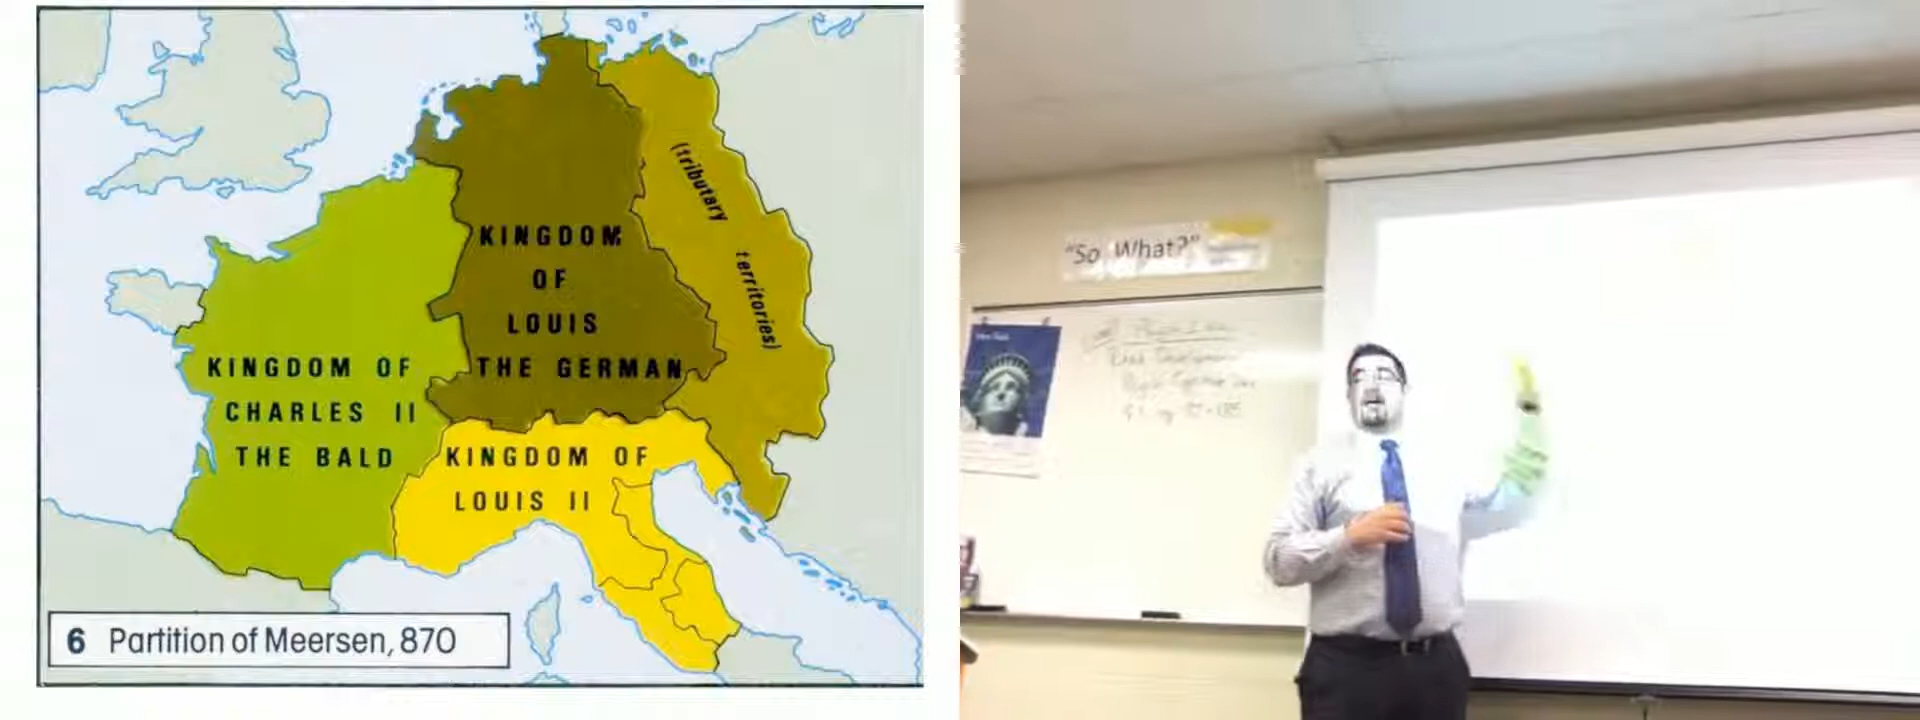 (tributary
territories)
KINGDOM
OF
LOUIS
THE GERMAN
KINGDOM OF
CHARLES II
THE BALD
KINGDOM OF
LOUIS II
6 Partition of Meersen, 870
"So What?"